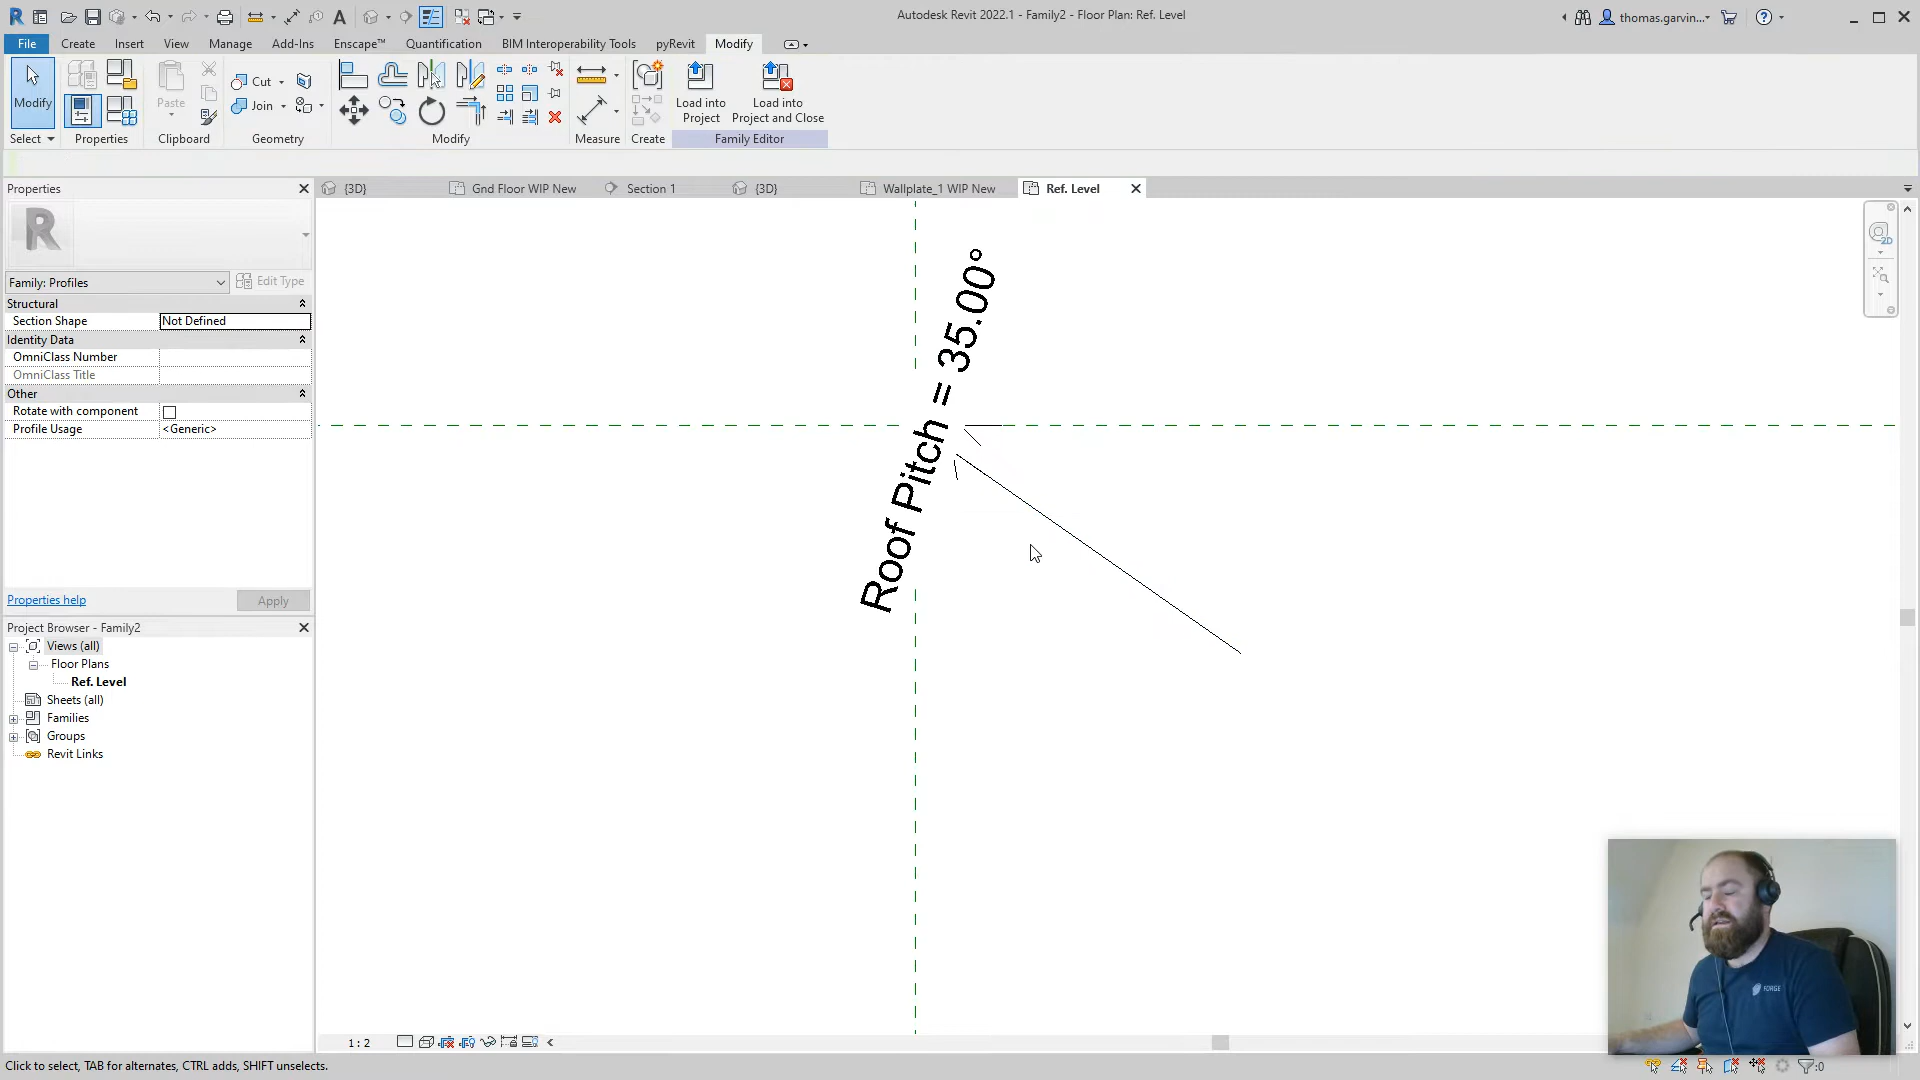 Autodesk Revit 2022.1 - Family2 - Floor Plan: Ref. Level
thomas.garvin...
File Create Insert View Manage Add-Ins Enscape™ Quantification BIM Interoperability Tools pyRevit Modify
Modify
Paste
Cut
Join
Load into
Project
Load into
Project and Close
Select Properties Clipboard Geometry Modify Measure Create Family Editor
Properties
{3D} Gnd Floor WIP New Section 1 {3D} Wallplate_1 WIP New Ref. Level
R
2D
Family: Profiles Edit Type
Structural
Section Shape Not Defined
Identity Data
OmniClass Number
OmniClass Title
Other
Rotate with component
Profile Usage <Generic>
Properties help Apply
Project Browser - Family2
Views (all)
Floor Plans
Ref. Level
Sheets (all)
Families
Groups
Revit Links
Roof Pitch = 35.00°
FORGE
1 : 2
Click to select, TAB for alternates, CTRL adds, SHIFT unselects.
:0